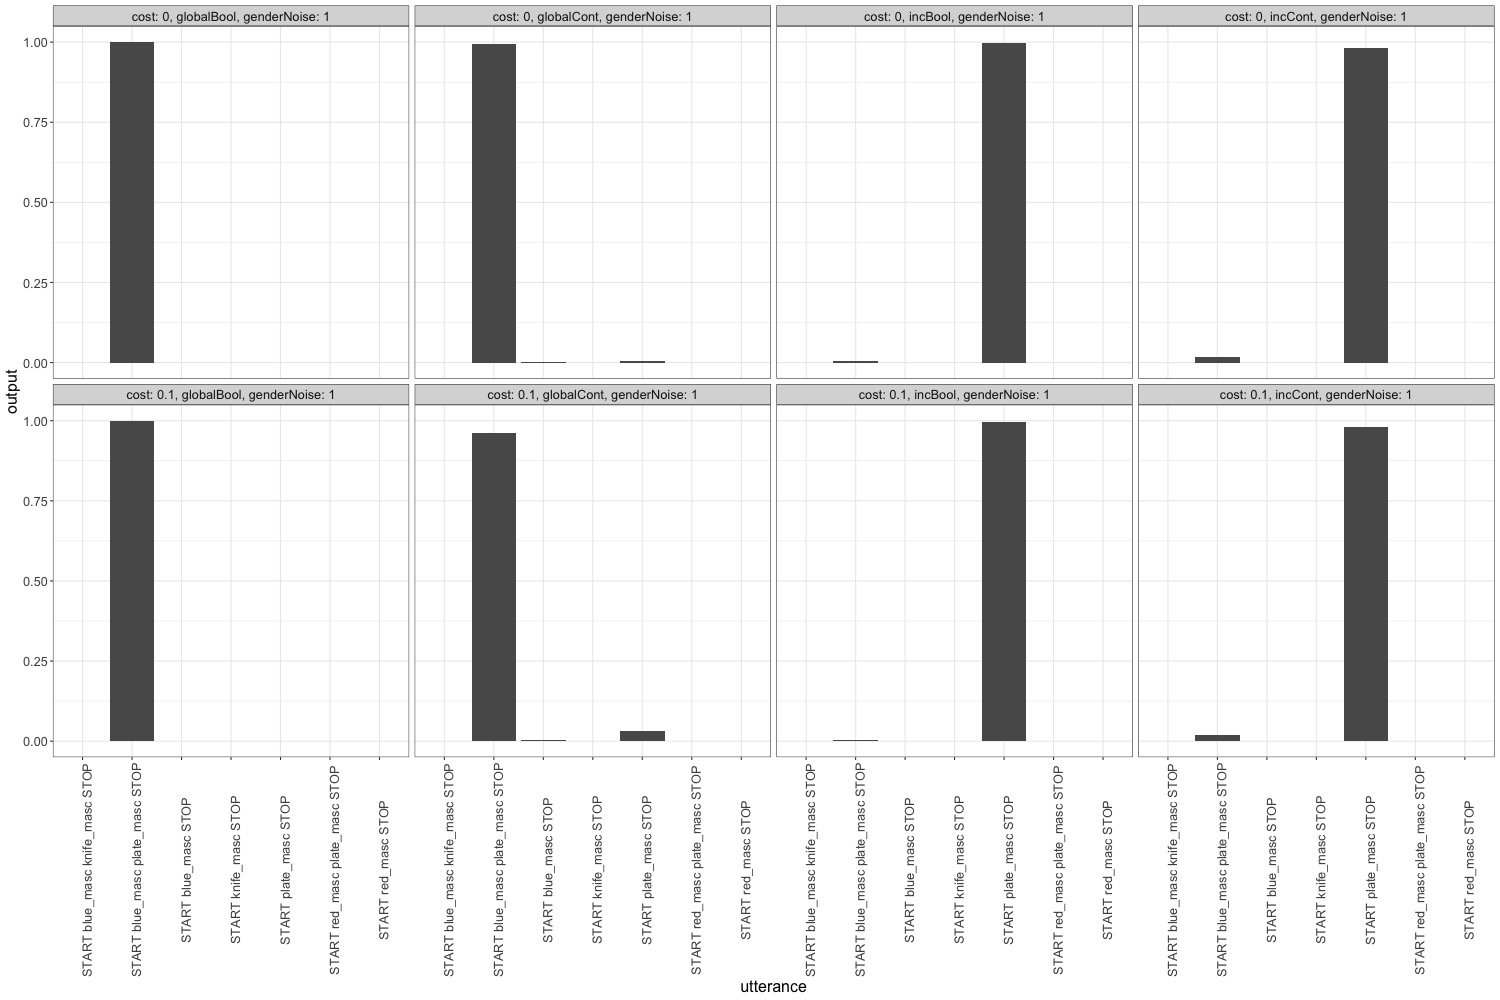 cost: 0, globalBool, genderNoise: 1
cost: 0, globalCont, genderNoise: 1
cost: 0, incBool, genderNoise: 1
cost: 0, incCont, genderNoise: 1
1.00
0.75
0.50
0.25
0.00
output
cost: 0.1, globalBool, genderNoise: 1
cost: 0.1, globalCont, genderNoise: 1
cost: 0.1, incBool, genderNoise: 1
cost: 0.1, incCont, genderNoise: 1
1.00
0.75
0.50
0.25
0.00
START blue_masc knife_masc STOP
START blue_masc plate_masc STOP
START blue_masc STOP
START knife_masc STOP
START plate_masc STOP
START red_masc plate_masc STOP
START red_masc STOP
START blue_masc knife_masc STOP
START blue_masc plate_masc STOP
START blue_masc STOP
START knife_masc STOP
START plate_masc STOP
START red_masc plate_masc STOP
START red_masc STOP
START blue_masc knife_masc STOP
START blue_masc plate_masc STOP
START blue_masc STOP
START knife_masc STOP
START plate_masc STOP
START red_masc plate_masc STOP
START red_masc STOP
START blue_masc knife_masc STOP
START blue_masc plate_masc STOP
START blue_masc STOP
START knife_masc STOP
START plate_masc STOP
START red_masc plate_masc STOP
START red_masc STOP
utterance